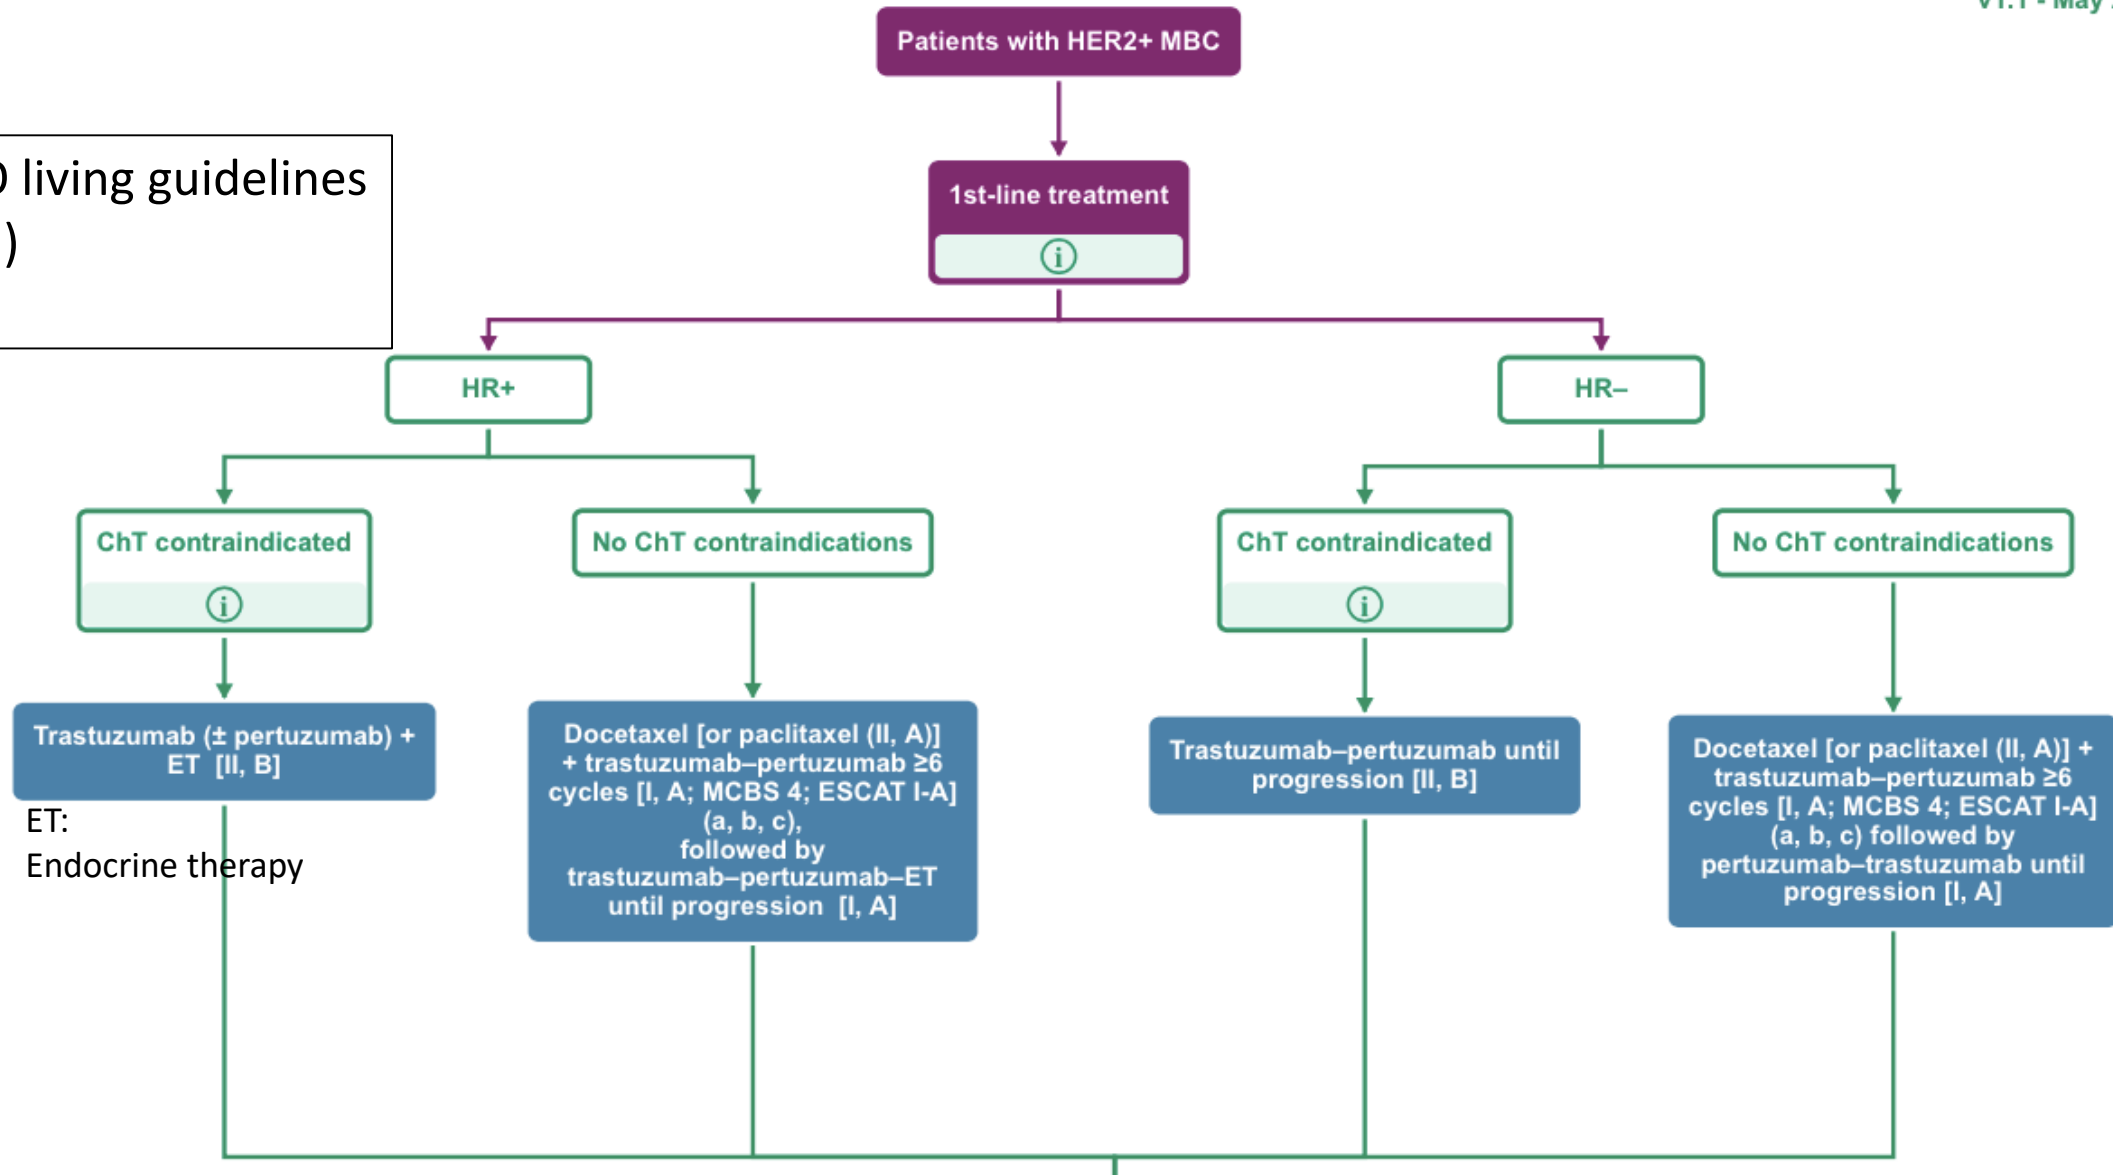 V1.1 - May
Patients with HER2+ MBC
living guidelines
)
1st-line treatment
i
HR+
HR–
ChT contraindicated
i
No ChT contraindications
ChT contraindicated
i
No ChT contraindications
Trastuzumab (± pertuzumab) +
ET [II, B]
ET:
Endocrine therapy
Docetaxel [or paclitaxel (II, A)]
+ trastuzumab–pertuzumab ≥6
cycles [I, A; MCBS 4; ESCAT I-A]
(a, b, c),
followed by
trastuzumab–pertuzumab–ET
until progression [I, A]
Trastuzumab–pertuzumab until
progression [II, B]
Docetaxel [or paclitaxel (II, A)] +
trastuzumab–pertuzumab ≥6
cycles [I, A; MCBS 4; ESCAT I-A]
(a, b, c) followed by
pertuzumab–trastuzumab until
progression [I, A]